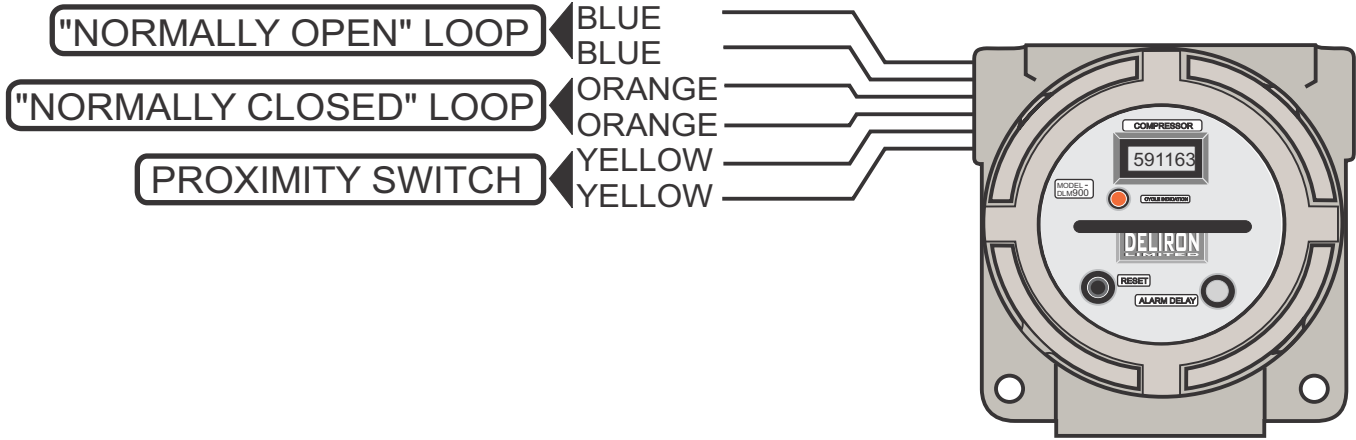 "NORMALLY OPEN" LOOP
BLUE
BLUE
"NORMALLY CLOSED" LOOP
ORANGE
ORANGE
PROXIMITY SWITCH
YELLOW
YELLOW
COMPRESSOR
591163
MODEL -
DLM900
CYCLE INDICATION
DELIRON
LIMITED
RESET
ALARM DELAY